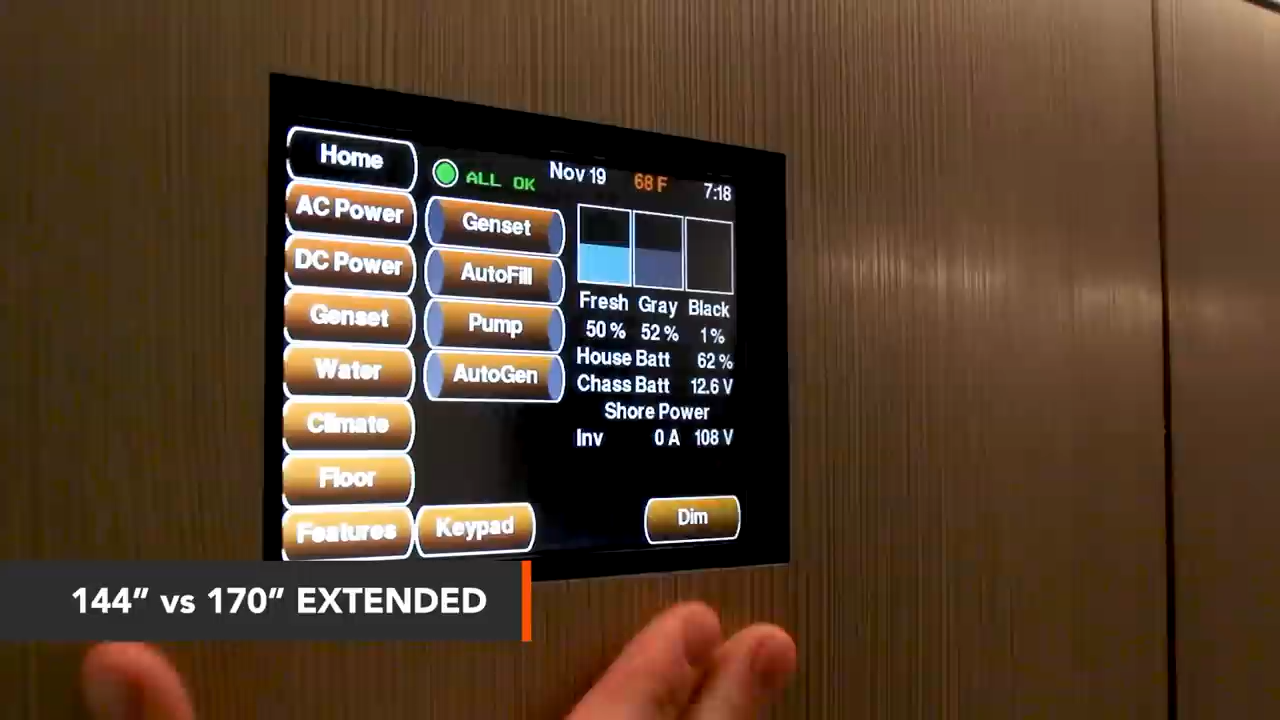 Home
AC Power
DC Power
Genset
Water
Climate
Floor
Features
ALL OK
Nov 19
68 F
7:18
Genset
AutoFill
Pump
AutoGen
Fresh Gray Black
50 % 52 % 1 %
House Batt 62 %
Chass Batt 12.6 V
Shore Power
Inv 0 A 108 V
Keypad
Dim
144” vs 170” EXTENDED